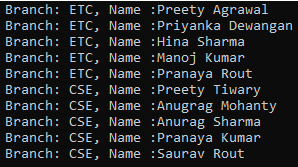 Branch: ETC, Name :Preety Agrawal
Branch: ETC, Name :Priyanka Dewangan
Branch: ETC, Name :Hina Sharma
Branch: ETC, Name :Manoj Kumar
Branch: ETC, Name :Pranaya Rout
Branch: CSE, Name :Preety Tiwary
Branch: CSE, Name :Anugrag Mohanty
Branch: CSE, Name :Anurag Sharma
Branch: CSE, Name :Pranaya Kumar
Branch: CSE, Name :Saurav Rout